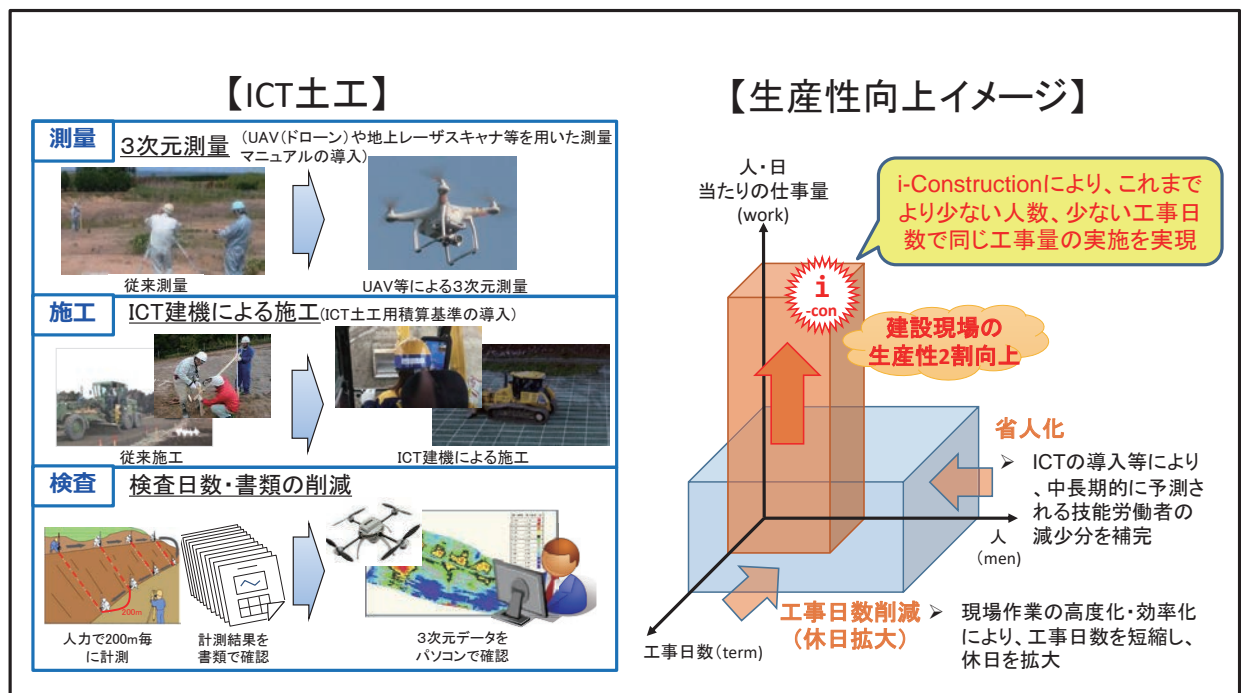 【ICT土工】
測量
３次元測量
(UAV(ドローン)や地上レーザスキャナ等を用いた測量
マニュアルの導入)
従来測量
UAV等による３次元測量
施工
ICT建機による施工(ICT土工用積算基準の導入)
従来施工
ICT建機による施工
検査
検査日数・書類の削減
200m
人力で200m毎
に計測
計測結果を
書類で確認
３次元データを
パソコンで確認
【生産性向上イメージ】
人・日
当たりの仕事量
(work)
i-Constructionにより、これまで
より少ない人数、少ない工事日
数で同じ工事量の実施を実現
i
-con
建設現場の
生産性2割向上
省人化
➢ ICTの導入等により
、中長期的に予測さ
れる技能労働者の
減少分を補完
人
(men)
工事日数削減
(休日拡大)
➢ 現場作業の高度化・効率化
により、工事日数を短縮し、
休日を拡大
工事日数(term)